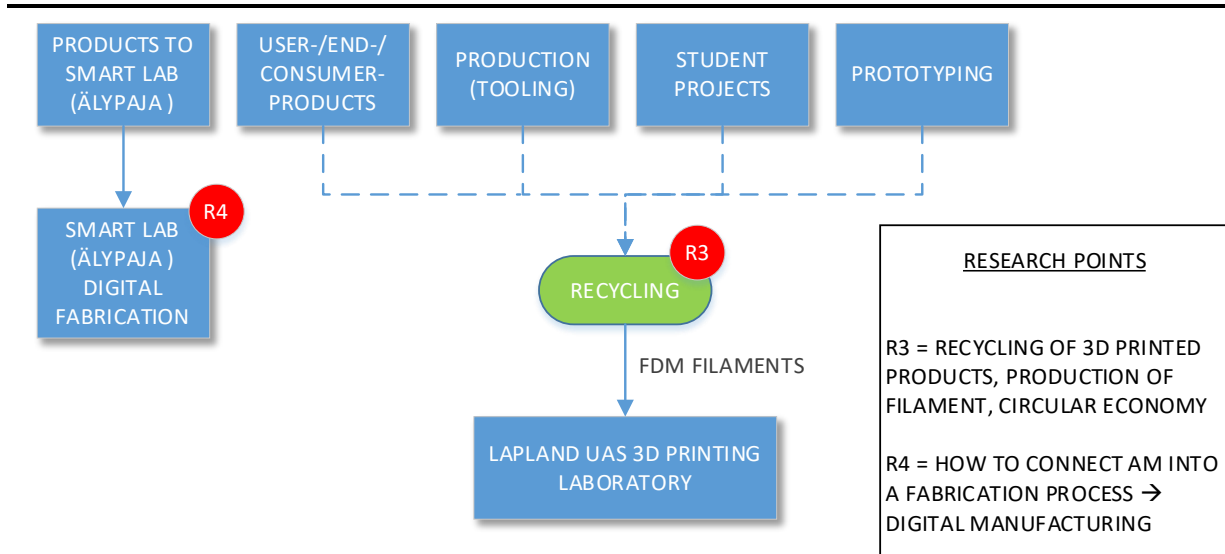 PRODUCTS TO
SMART LAB
(ÄLYPAJA )
USER-/END-/
CONSUMER-
PRODUCTS
PRODUCTION
(TOOLING)
STUDENT
PROJECTS
PROTOTYPING
R4
SMART LAB
(ÄLYPAJA )
DIGITAL
FABRICATION
R3
RECYCLING
FDM FILAMENTS
LAPLAND UAS 3D PRINTING
LABORATORY
RESEARCH POINTS
R3 = RECYCLING OF 3D PRINTED
PRODUCTS, PRODUCTION OF
FILAMENT, CIRCULAR ECONOMY
R4 = HOW TO CONNECT AM INTO
A FABRICATION PROCESS →
DIGITAL MANUFACTURING